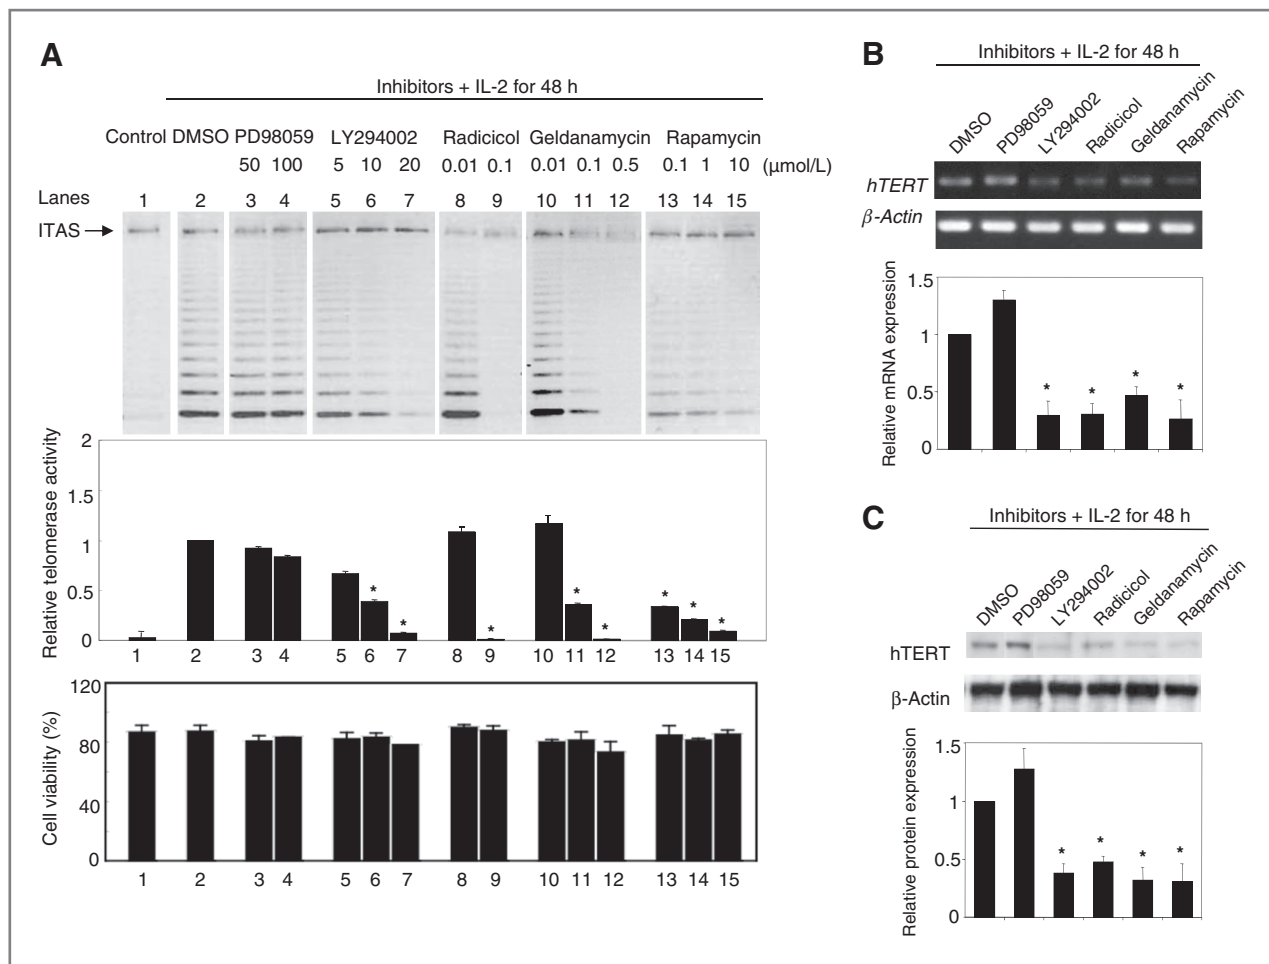 A
Inhibitors + IL-2 for 48 h
Control DMSO PD98059 LY294002 Radicicol Geldanamycin Rapamycin
50 100 5 10 20 0.01 0.1 0.01 0.1 0.5 0.1 1 10 (μmol/L)
Lanes 1 2 3 4 5 6 7 8 9 10 11 12 13 14 15
ITAS
Relative telomerase activity
2
1.5
1
0.5
0
* * * * * * * *
1 2 3 4 5 6 7 8 9 10 11 12 13 14 15
Cell viability (%)
120
80
40
0
1 2 3 4 5 6 7 8 9 10 11 12 13 14 15
B
Inhibitors + IL-2 for 48 h
DMSO PD98059 LY294002 Radicicol Geldanamycin Rapamycin
hTERT
β-Actin
Relative mRNA expression
1.5
1
0.5
0
* * * *
C
Inhibitors + IL-2 for 48 h
DMSO PD98059 LY294002 Radicicol Geldanamycin Rapamycin
hTERT
β-Actin
Relative protein expression
1.5
1
0.5
0
* * * *